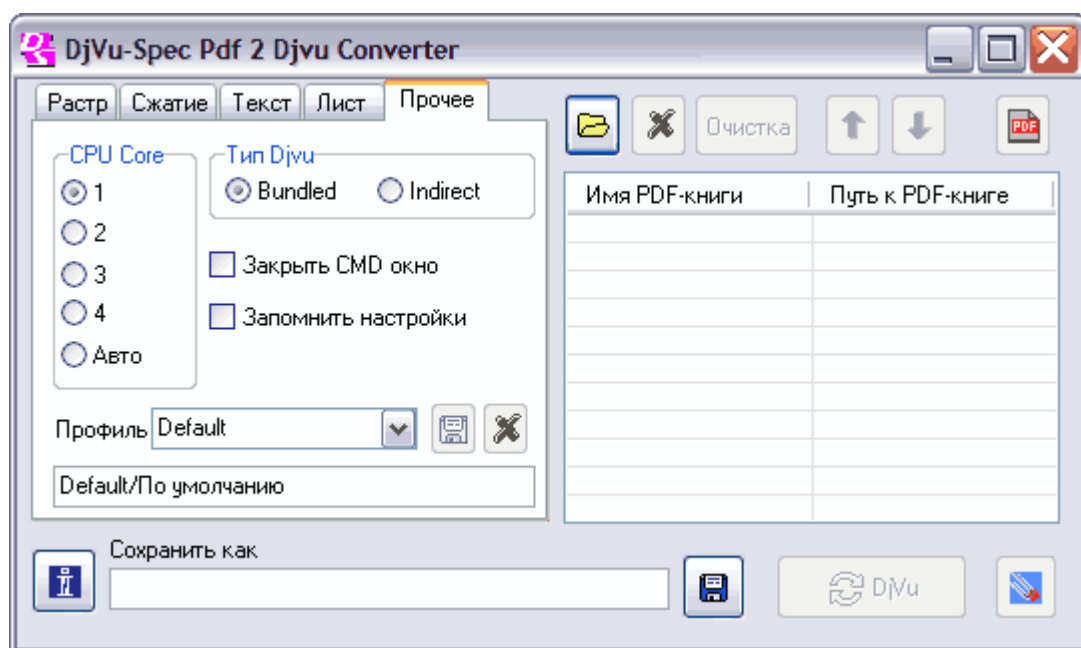 DjVu-Spec Pdf 2 Djvu Converter
Растр Сжатие Текст Лист Прочее
CPU Core
1
2
3
4
Авто
Тип Djvu
Bundled Indirect
Закрыть CMD окно
Запомнить настройки
Профиль Default
Default/По умолчанию
Очистка
PDF
Имя PDF-книги Путь к PDF-книге
Сохранить как
DjVu